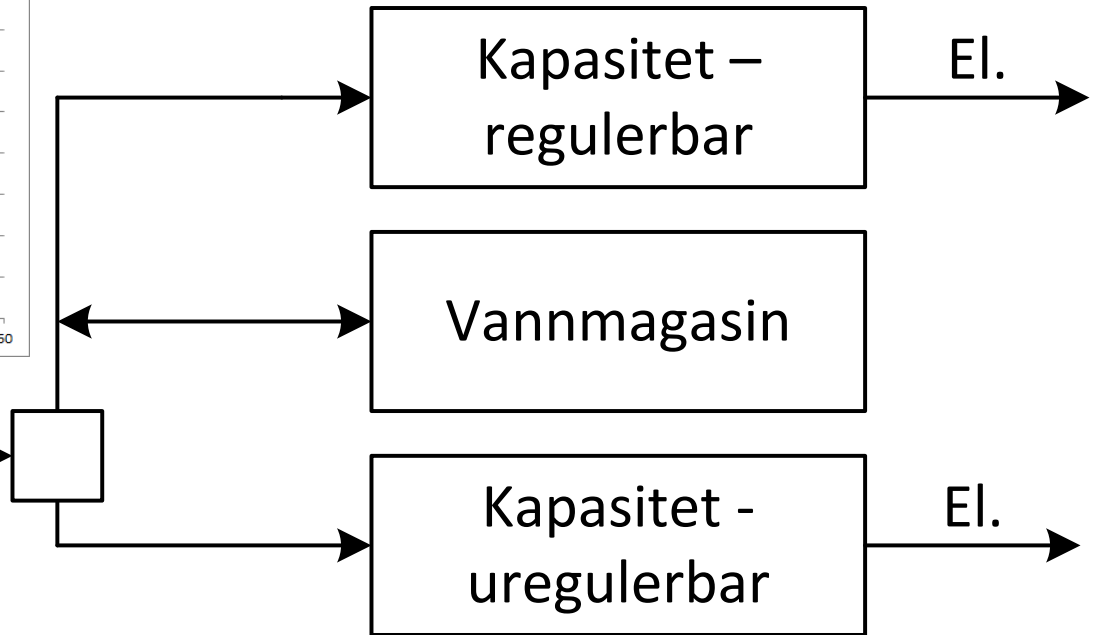 Kapasitet –
regulerbar
El.
Vannmagasin
Kapasitet -
uregulerbar
El.